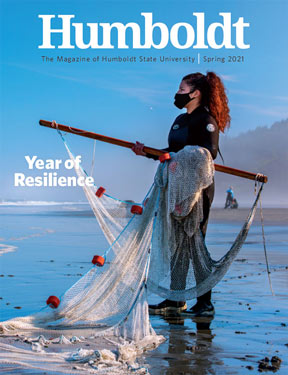 Humboldt
The Magazine of Humboldt State University | Spring 2021
Year of
Resilience